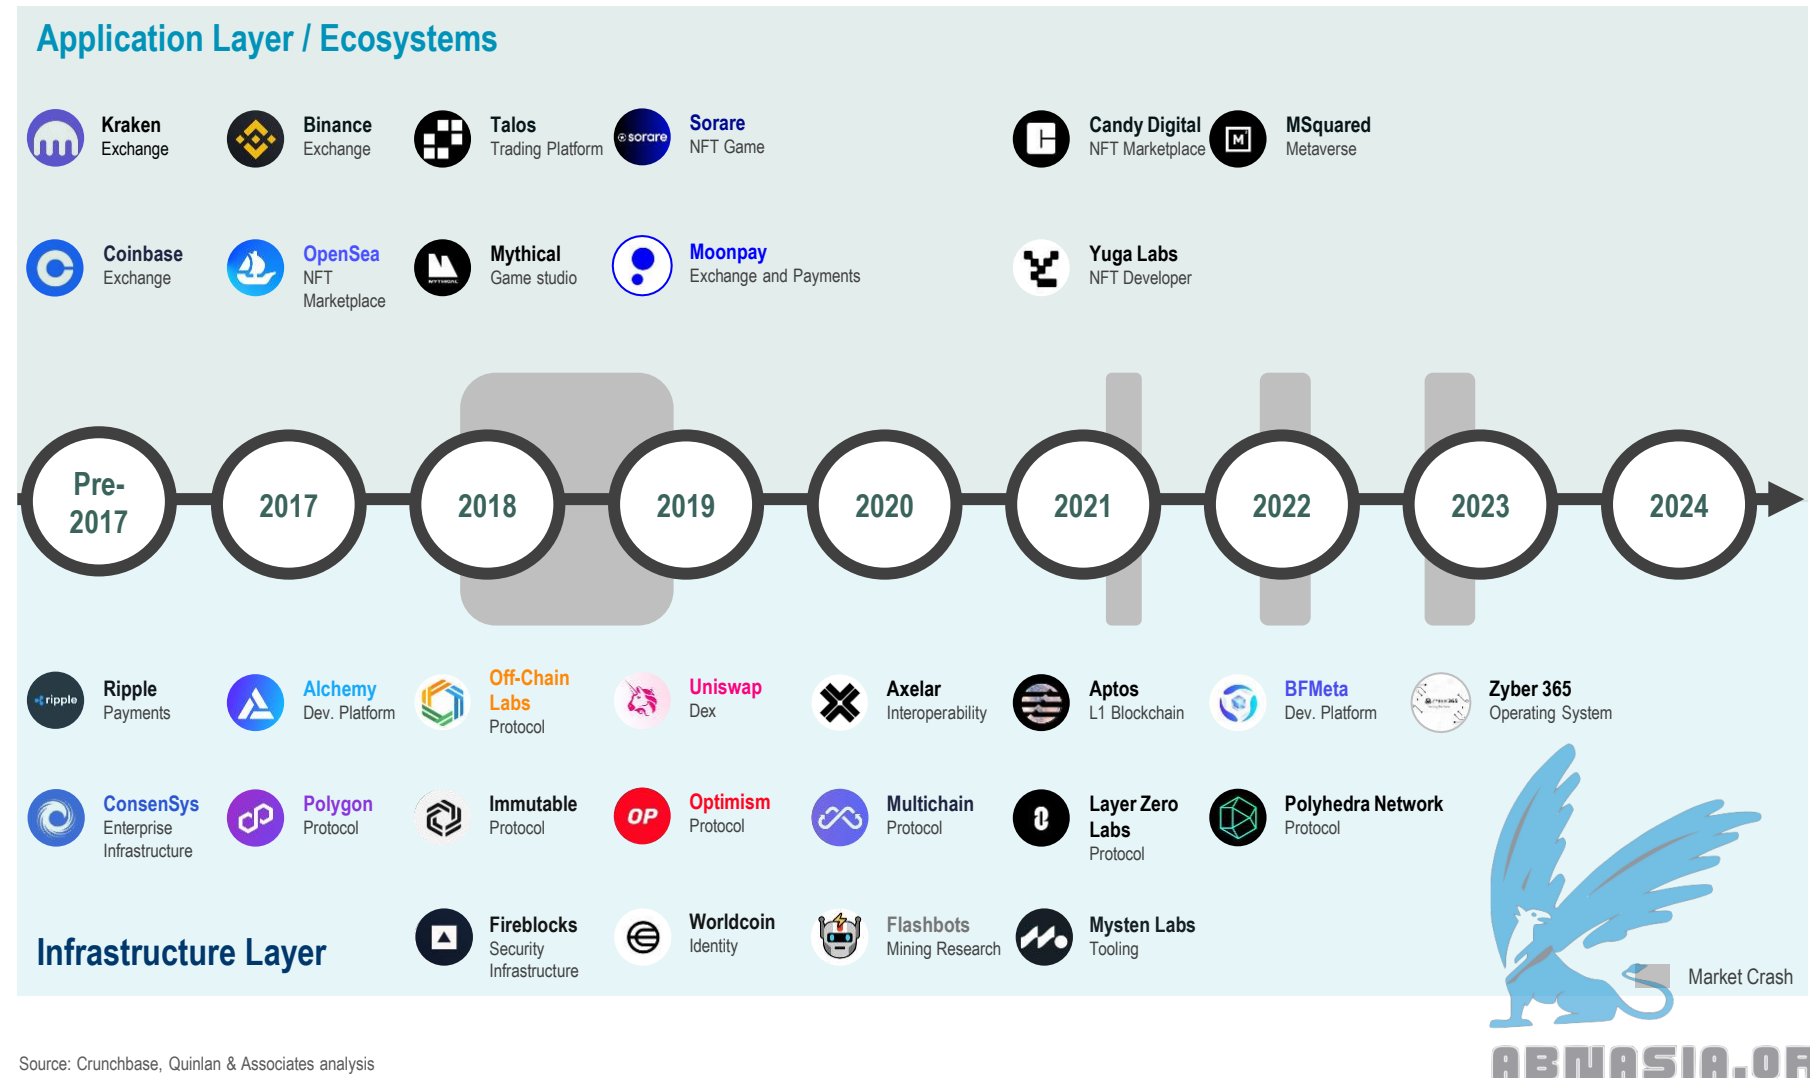 Application Layer / Ecosystems
Kraken
Exchange
Binance
Exchange
Talos
Trading Platform
sorare
Sorare
NFT Game
Candy Digital
NFT Marketplace
M
MSquared
Metaverse
Coinbase
Exchange
OpenSea
NFT
Marketplace
MYTHICAL
Mythical
Game studio
Moonpay
Exchange and Payments
Yuga Labs
NFT Developer
Pre-
2017
2017
2018
2019
2020
2021
2022
2023
2024
ripple
Ripple
Payments
Alchemy
Dev. Platform
Off-Chain
Labs
Protocol
Uniswap
Dex
Axelar
Interoperability
Aptos
L1 Blockchain
BFMeta
Dev. Platform
Zyber 365
Operating System
ConsenSys
Enterprise
Infrastructure
Polygon
Protocol
Immutable
Protocol
OP
Optimism
Protocol
Multichain
Protocol
Layer Zero
Labs
Protocol
Polyhedra Network
Protocol
Infrastructure Layer
Fireblocks
Security
Infrastructure
Worldcoin
Identity
Flashbots
Mining Research
Mysten Labs
Tooling
Market Crash
Source: Crunchbase, Quinlan & Associates analysis
ABNASIA.OR